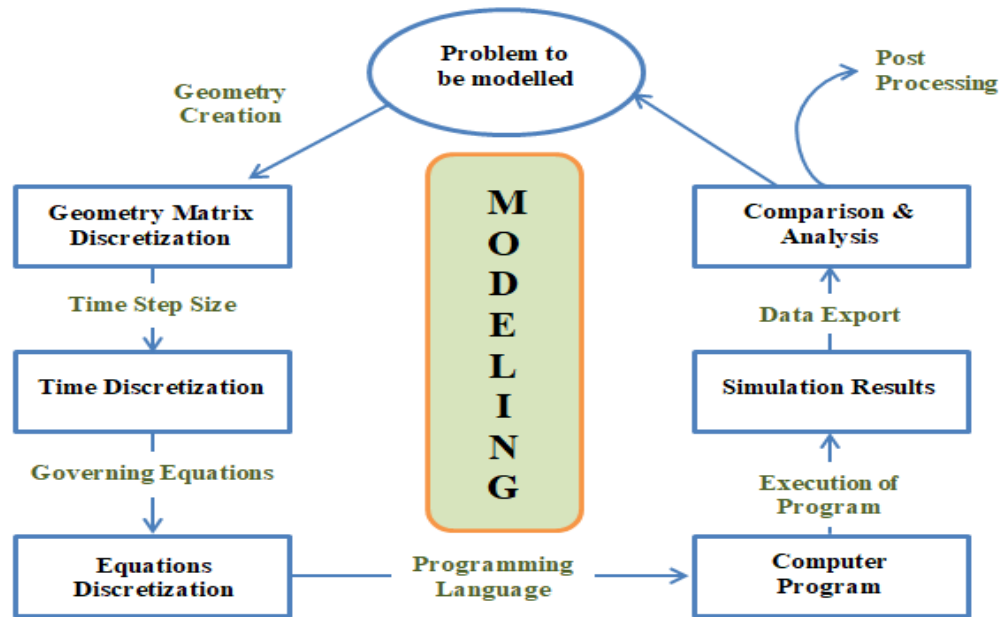 Problem to
be modelled
Post
Processing
Geometry
Creation
Geometry Matrix
Discretization
M
O
D
E
L
I
N
G
Comparison &
Analysis
Time Step Size
Data Export
Time Discretization
Simulation Results
Governing Equations
Execution of
Program
Equations
Discretization
Programming
Language
Computer
Program